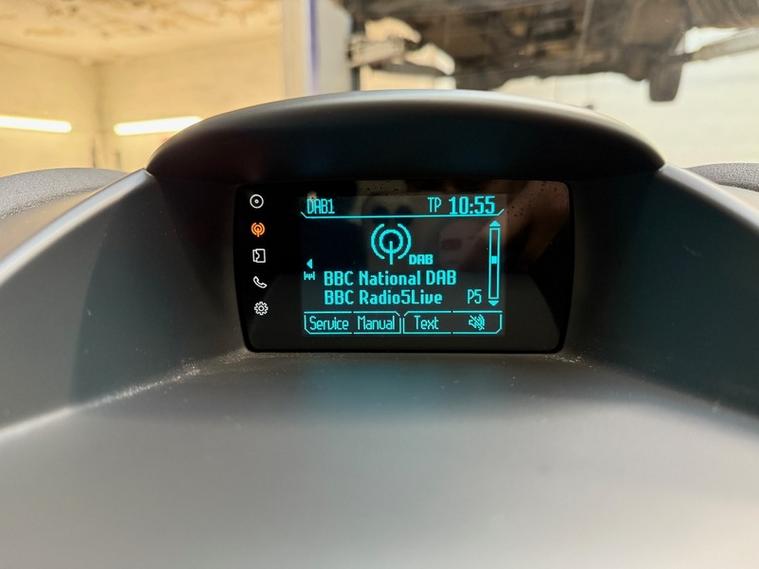 DAB1 TP 10:55
DAB
BBC National DAB
BBC Radio5Live P5
Service Manual Text